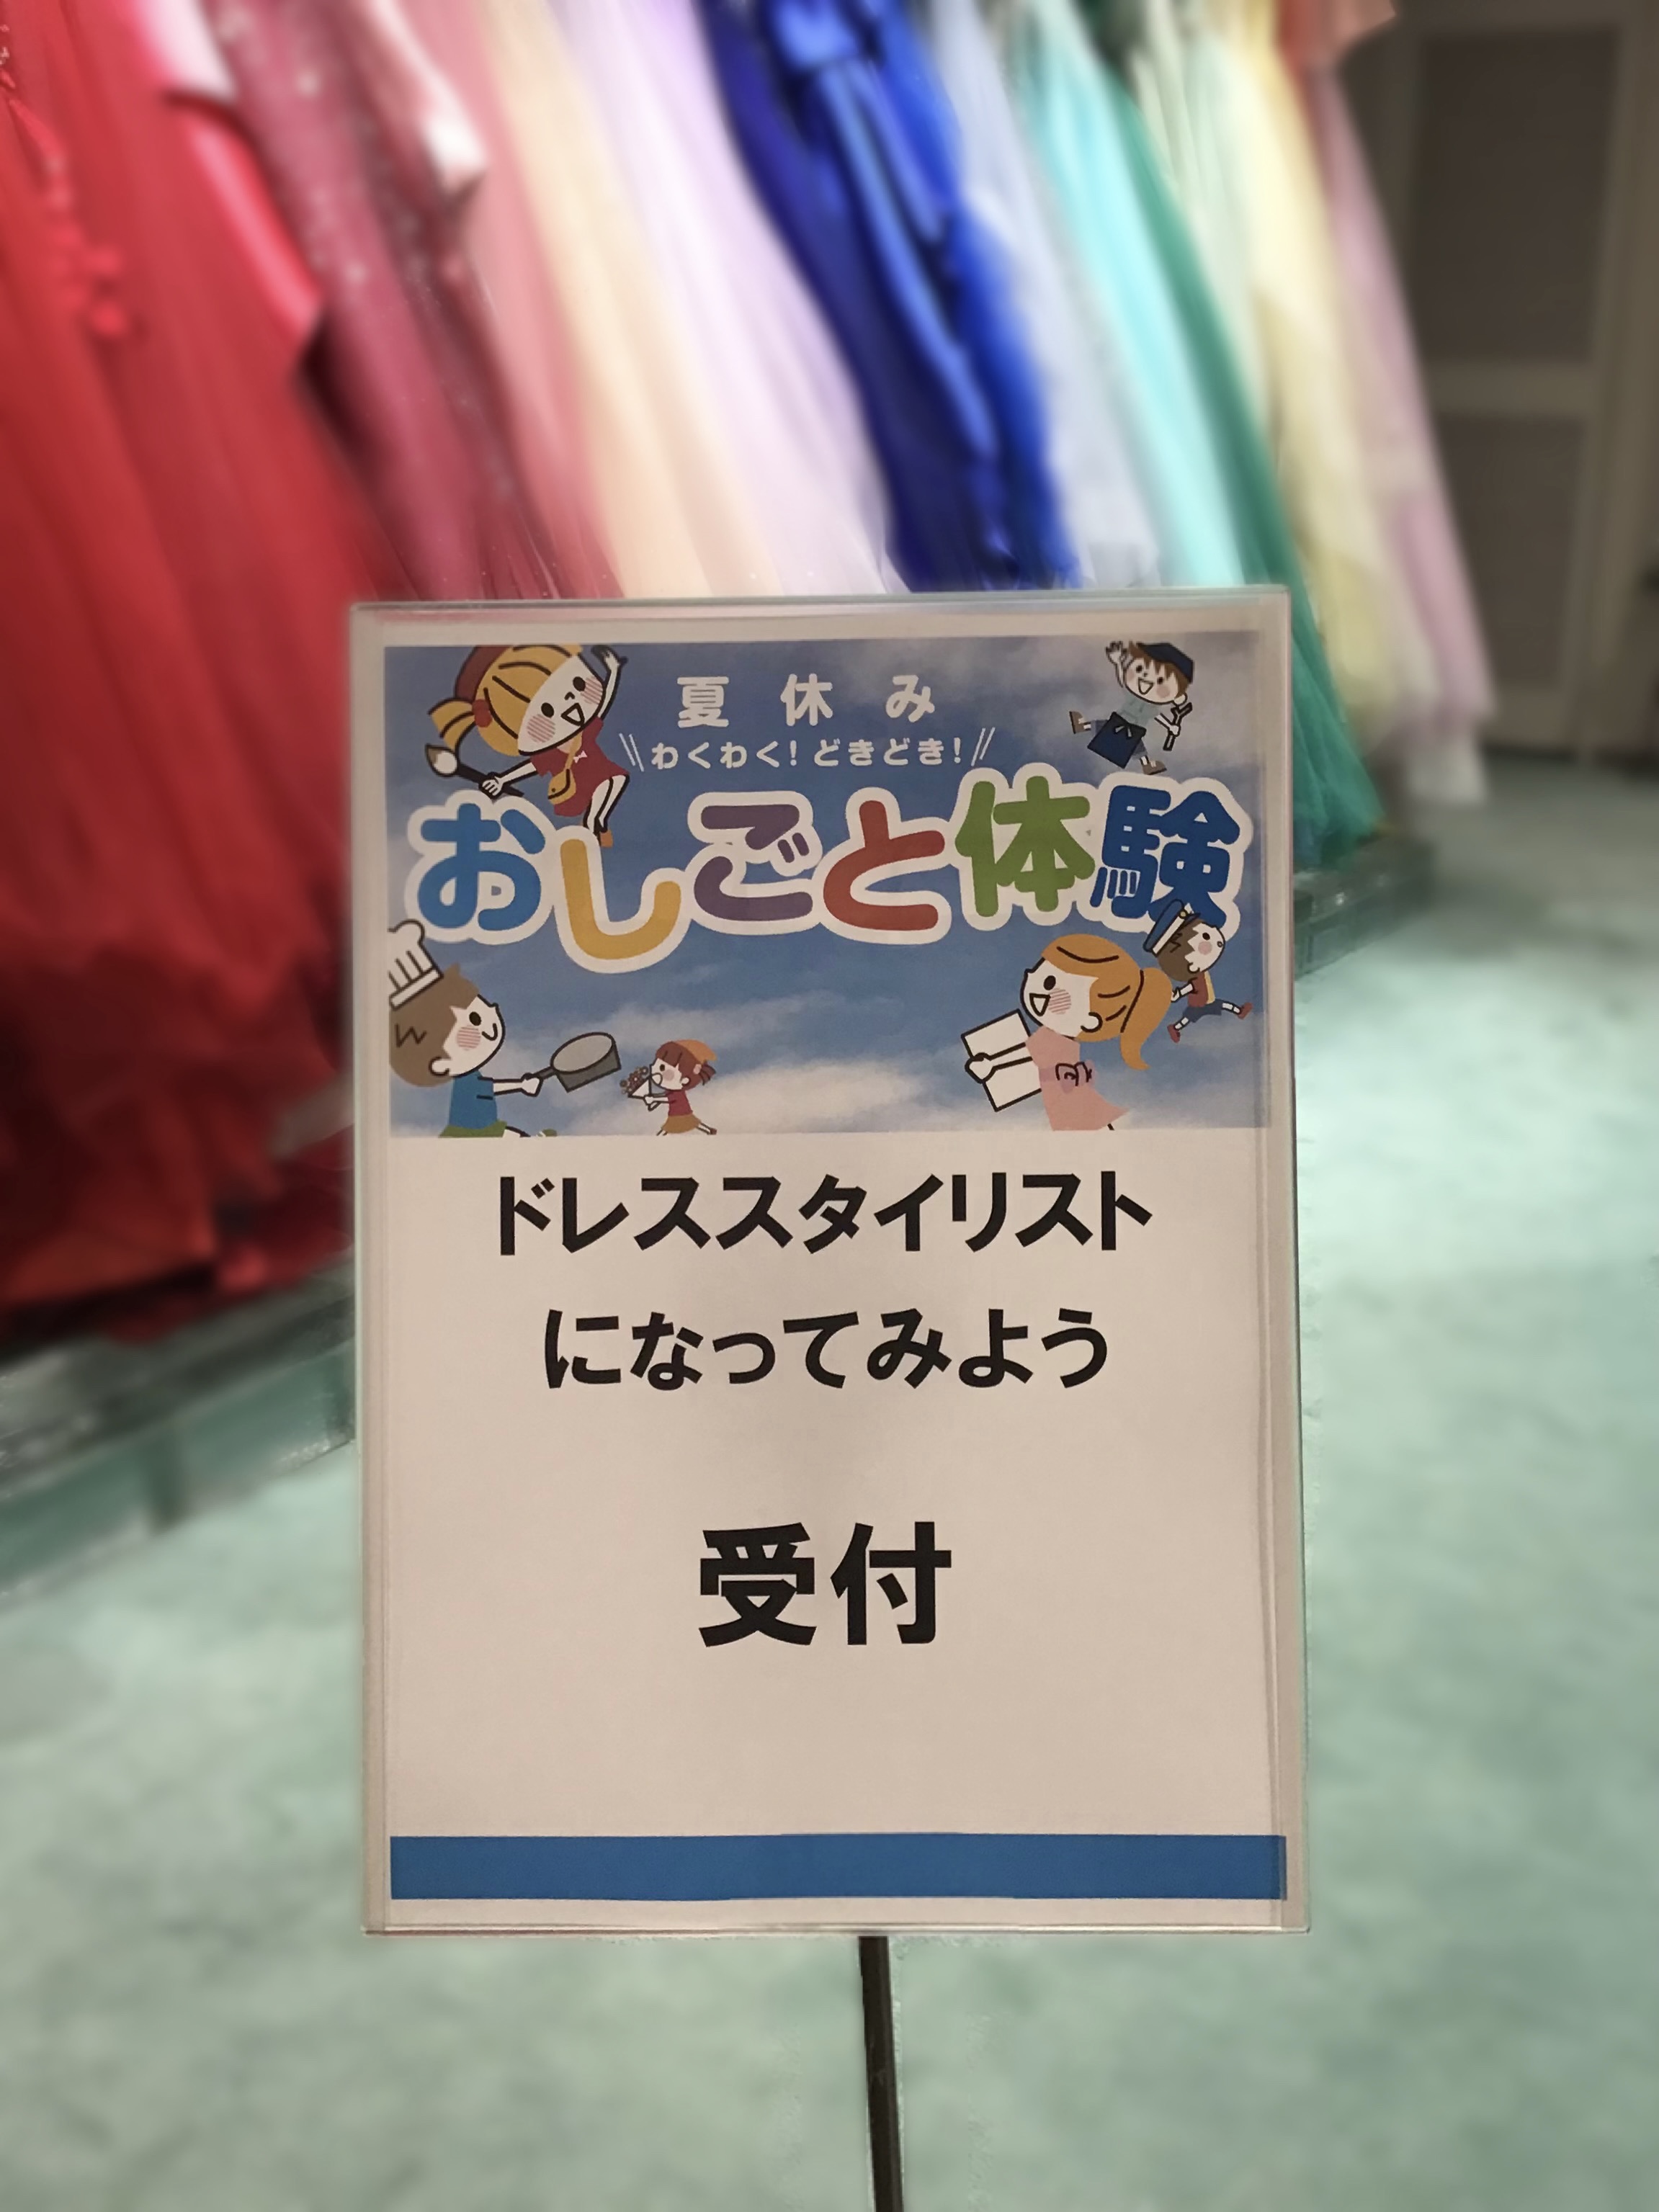 夏休み
\\わくわく！どきどき！//
おしごと体験
ドレススタイリスト
になってみよう
受付